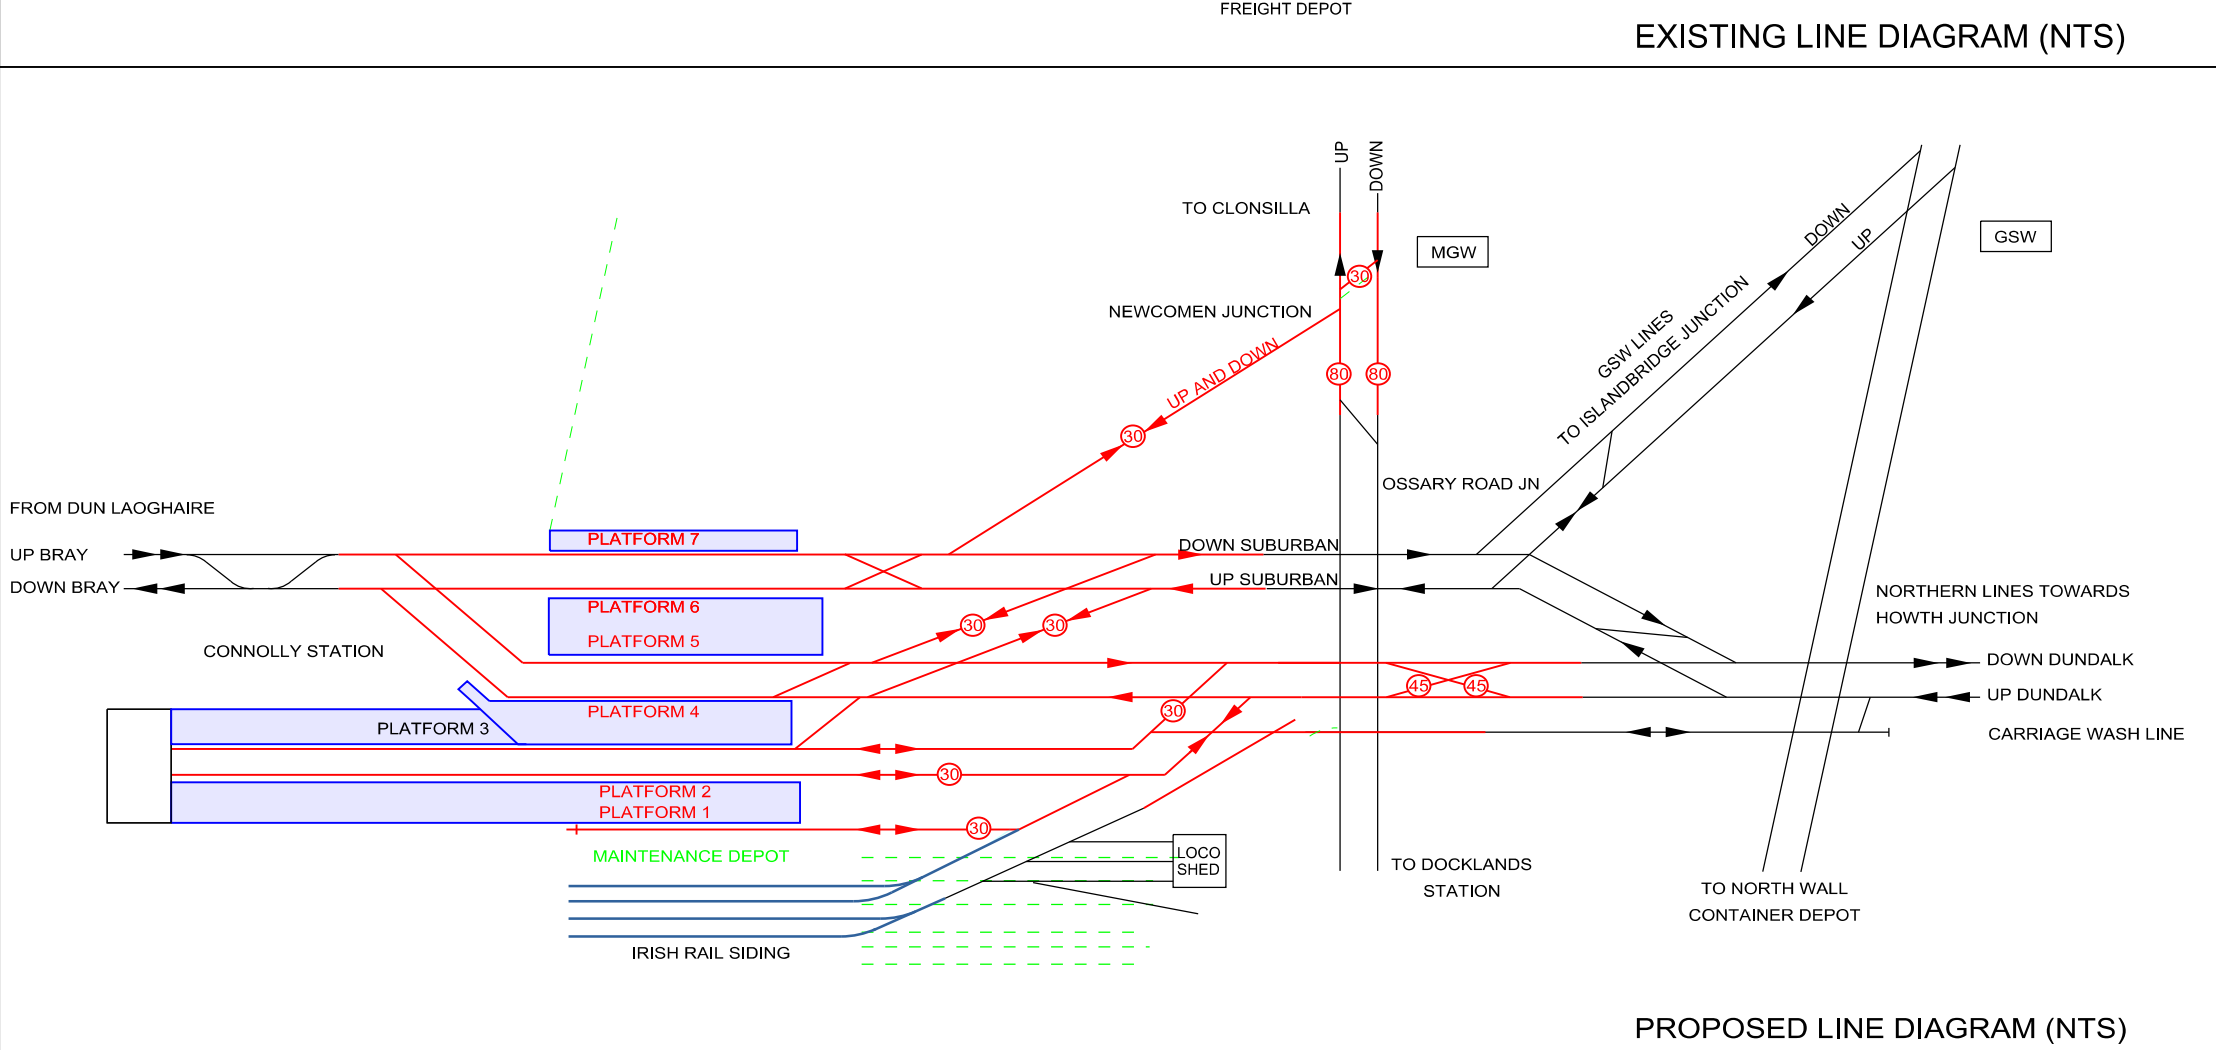 FREIGHT DEPOT
EXISTING LINE DIAGRAM (NTS)
UP
DOWN
TO CLONSILLA
MGW
GSW
DOWN
UP
30
NEWCOMEN JUNCTION
GSW LINES
TO ISLANDBRIDGE JUNCTION
UP AND DOWN
80
80
30
OSSARY ROAD JN
FROM DUN LAOGHAIRE
PLATFORM 7
UP BRAY
DOWN SUBURBAN
DOWN BRAY
UP SUBURBAN
PLATFORM 6
NORTHERN LINES TOWARDS
HOWTH JUNCTION
30
30
PLATFORM 5
CONNOLLY STATION
DOWN DUNDALK
45
45
UP DUNDALK
PLATFORM 4
30
PLATFORM 3
CARRIAGE WASH LINE
30
PLATFORM 2
PLATFORM 1
30
MAINTENANCE DEPOT
LOCO
SHED
TO DOCKLANDS
STATION
TO NORTH WALL
CONTAINER DEPOT
IRISH RAIL SIDING
PROPOSED LINE DIAGRAM (NTS)